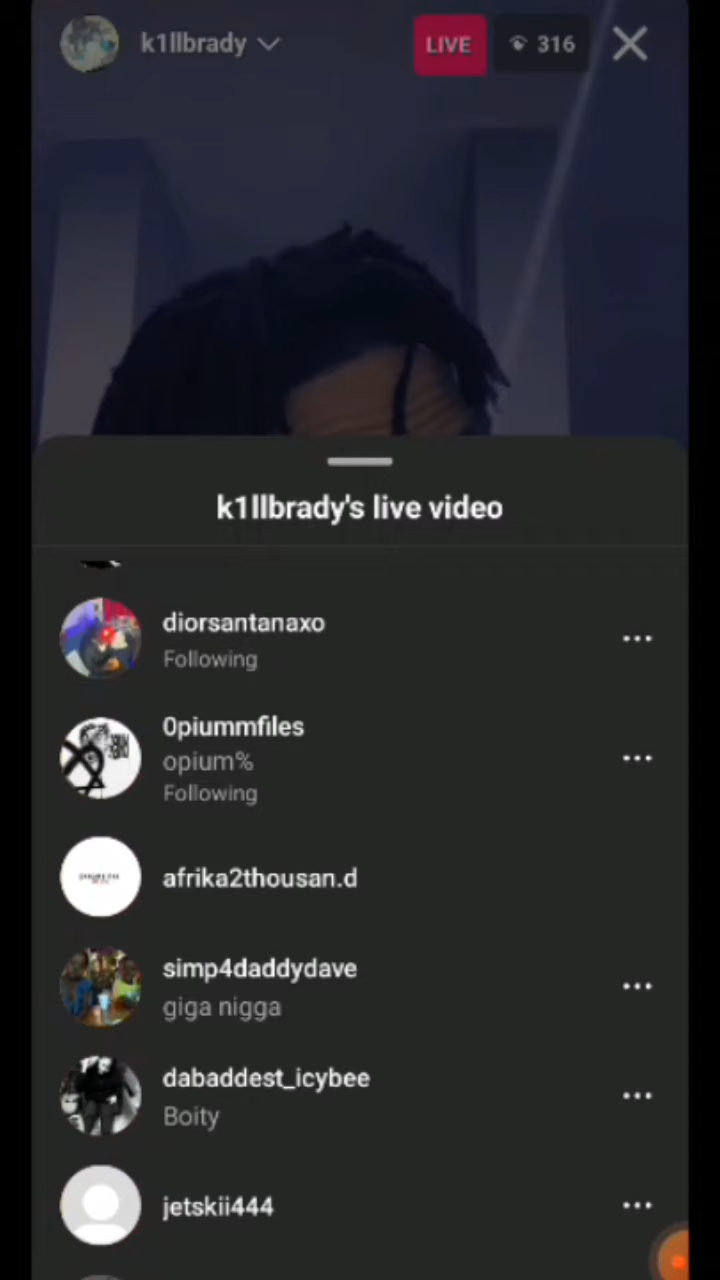 k1llbrady
LIVE
316
k1llbrady's live video
diorsantanaxo
Following
0piummfiles
opium%
Following
afrika2thousan.d
simp4daddydave
giga nigga
dabaddest_icybee
Boity
jetskii444